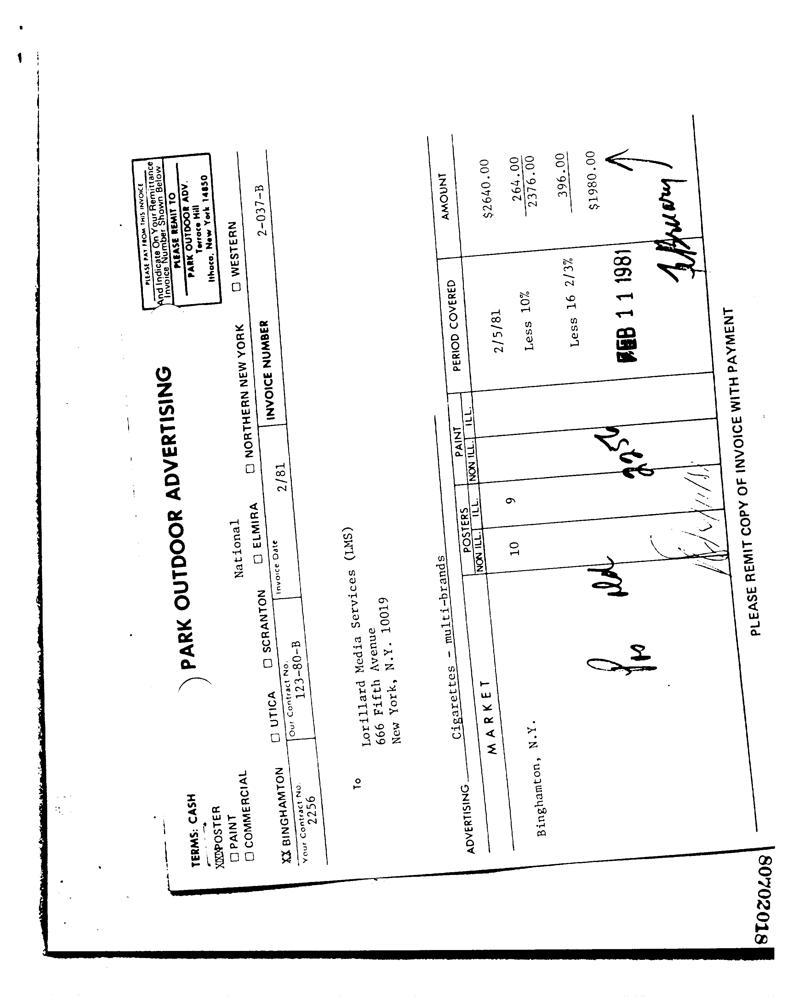 PLEASE PAY FROM THIS INVOICE
And Indicate On Your Remittance
Invoice Number Shown Below
PLEASE REMIT TO
PARK OUTDOOR ADV.
Terrace Hill
Ithaca, New York 14850
) PARK OUTDOOR ADVERTISING
TERMS: CASH
XXXPOSTER
☐ PAINT
☐ COMMERCIAL
National
XX BINGHAMTON ☐ UTICA ☐ SCRANTON ☐ ELMIRA ☐ NORTHERN NEW YORK ☐ WESTERN
Your Contract No. Our Contract No. Invoice Date INVOICE NUMBER
2256 123-80-B 2/81 2-037-B
To
Lorillard Media Services (LMS)
666 Fifth Avenue
New York, N.Y. 10019
ADVERTISING Cigarettes - multi-brands
MARKET POSTERS PAINT PERIOD COVERED AMOUNT
NON ILL. ILL. NON ILL. ILL.
Binghamton, N.Y. 10 9 2/5/81 $2640.00
Less 10% 264.00
2376.00
Less 16 2/3% 396.00
$1980.00
2256
FEB 11 1981
February
PLEASE REMIT COPY OF INVOICE WITH PAYMENT
80702018